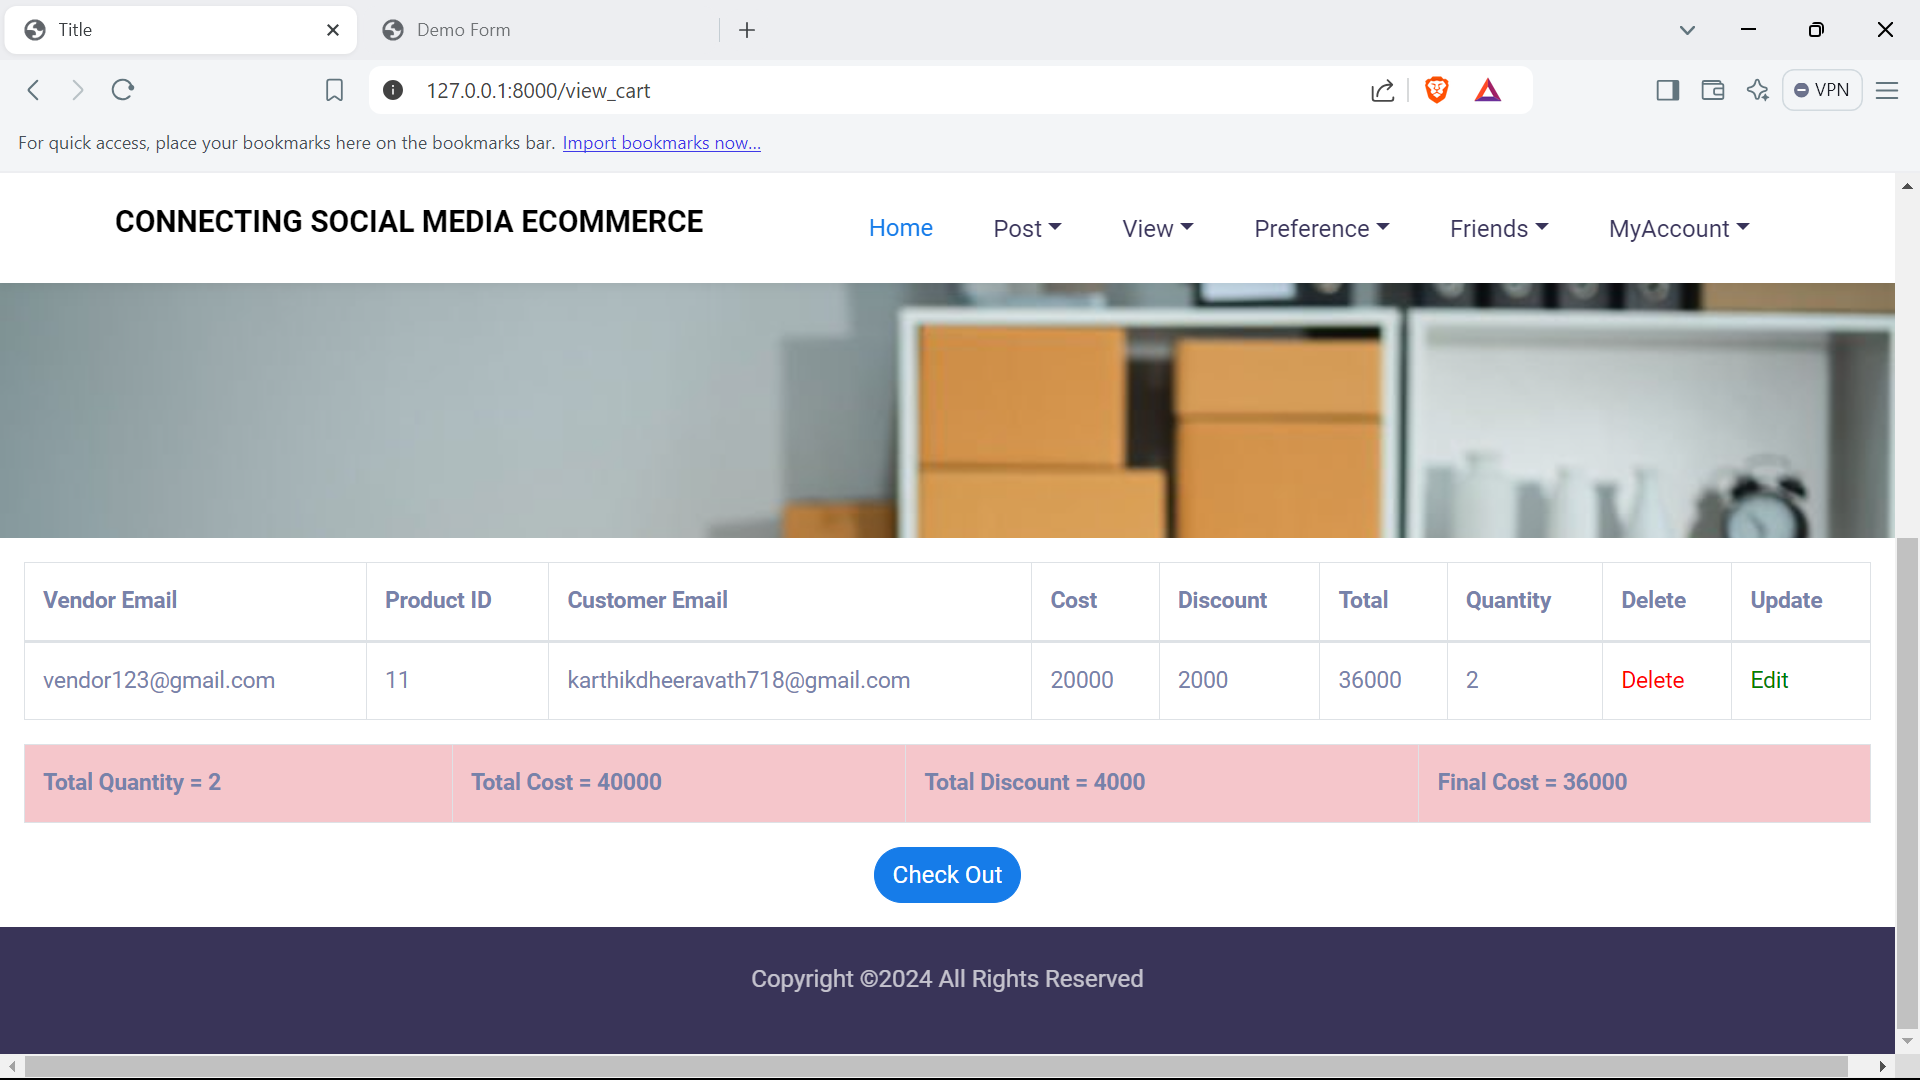 Title
Demo Form
127.0.0.1:8000/view_cart
VPN
For quick access, place your bookmarks here on the bookmarks bar. Import bookmarks now...
CONNECTING SOCIAL MEDIA ECOMMERCE
Home Post View Preference Friends MyAccount
Vendor Email Product ID Customer Email Cost Discount Total Quantity Delete Update
vendor123@gmail.com 11 karthikdheeravath718@gmail.com 20000 2000 36000 2 Delete Edit
Total Quantity = 2 Total Cost = 40000 Total Discount = 4000 Final Cost = 36000
Check Out
Copyright ©2024 All Rights Reserved